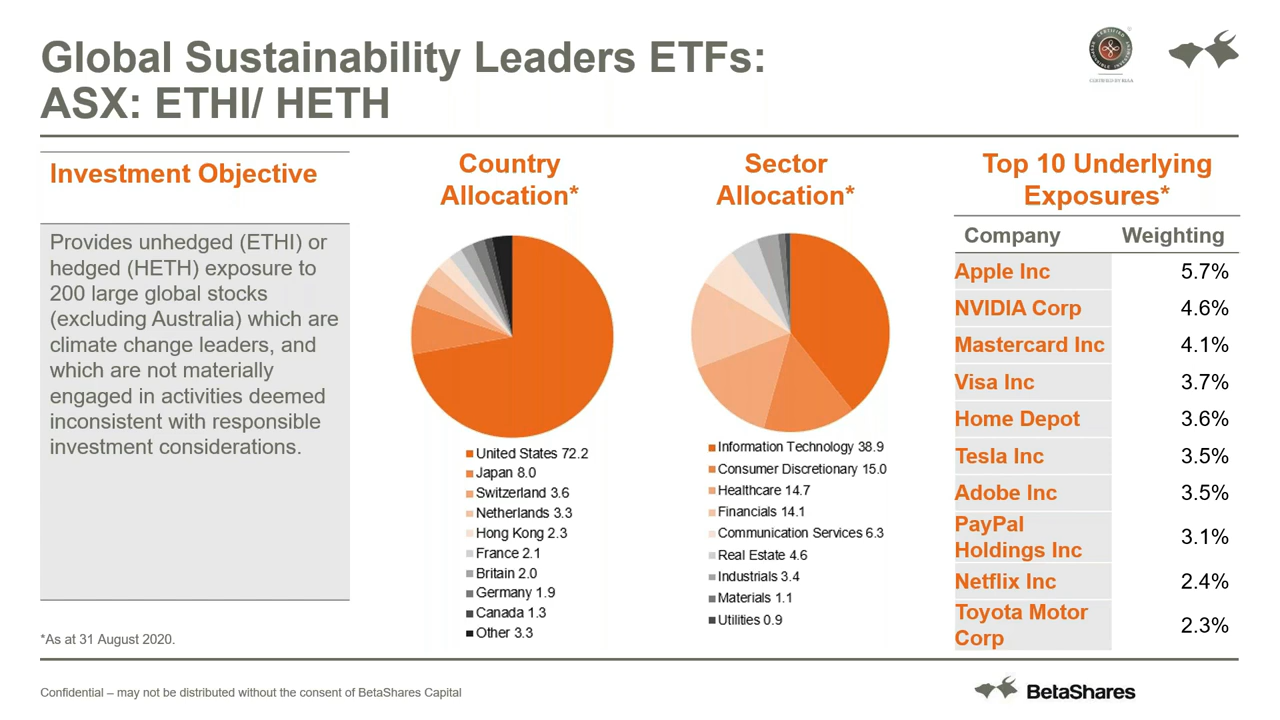 Global Sustainability Leaders ETFs:
ASX: ETHI/ HETH
CERTIFIED BY RIAA
Investment Objective
Provides unhedged (ETHI) or
hedged (HETH) exposure to
200 large global stocks
(excluding Australia) which are
climate change leaders, and
which are not materially
engaged in activities deemed
inconsistent with responsible
investment considerations.
*As at 31 August 2020.
Country
Allocation*
United States 72.2
Japan 8.0
Switzerland 3.6
Netherlands 3.3
Hong Kong 2.3
France 2.1
Britain 2.0
Germany 1.9
Canada 1.3
Other 3.3
Sector
Allocation*
Information Technology 38.9
Consumer Discretionary 15.0
Healthcare 14.7
Financials 14.1
Communication Services 6.3
Real Estate 4.6
Industrials 3.4
Materials 1.1
Utilities 0.9
Top 10 Underlying
Exposures*
Company Weighting
Apple Inc 5.7%
NVIDIA Corp 4.6%
Mastercard Inc 4.1%
Visa Inc 3.7%
Home Depot 3.6%
Tesla Inc 3.5%
Adobe Inc 3.5%
PayPal
Holdings Inc 3.1%
Netflix Inc 2.4%
Toyota Motor
Corp 2.3%
Confidential – may not be distributed without the consent of BetaShares Capital
BetaShares